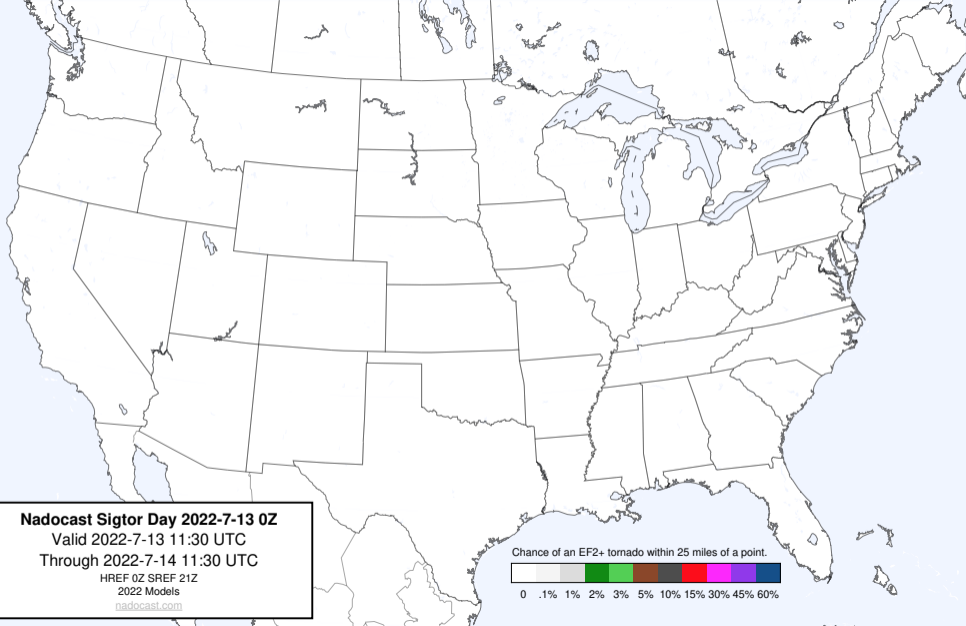 Nadocast Sigtor Day 2022-7-13 0Z
Valid 2022-7-13 11:30 UTC
Through 2022-7-14 11:30 UTC
HREF 0Z SREF 21Z
2022 Models
nadocast.com
Chance of an EF2+ tornado within 25 miles of a point.
0 .1% 1% 2% 3% 5% 10% 15% 30% 45% 60%